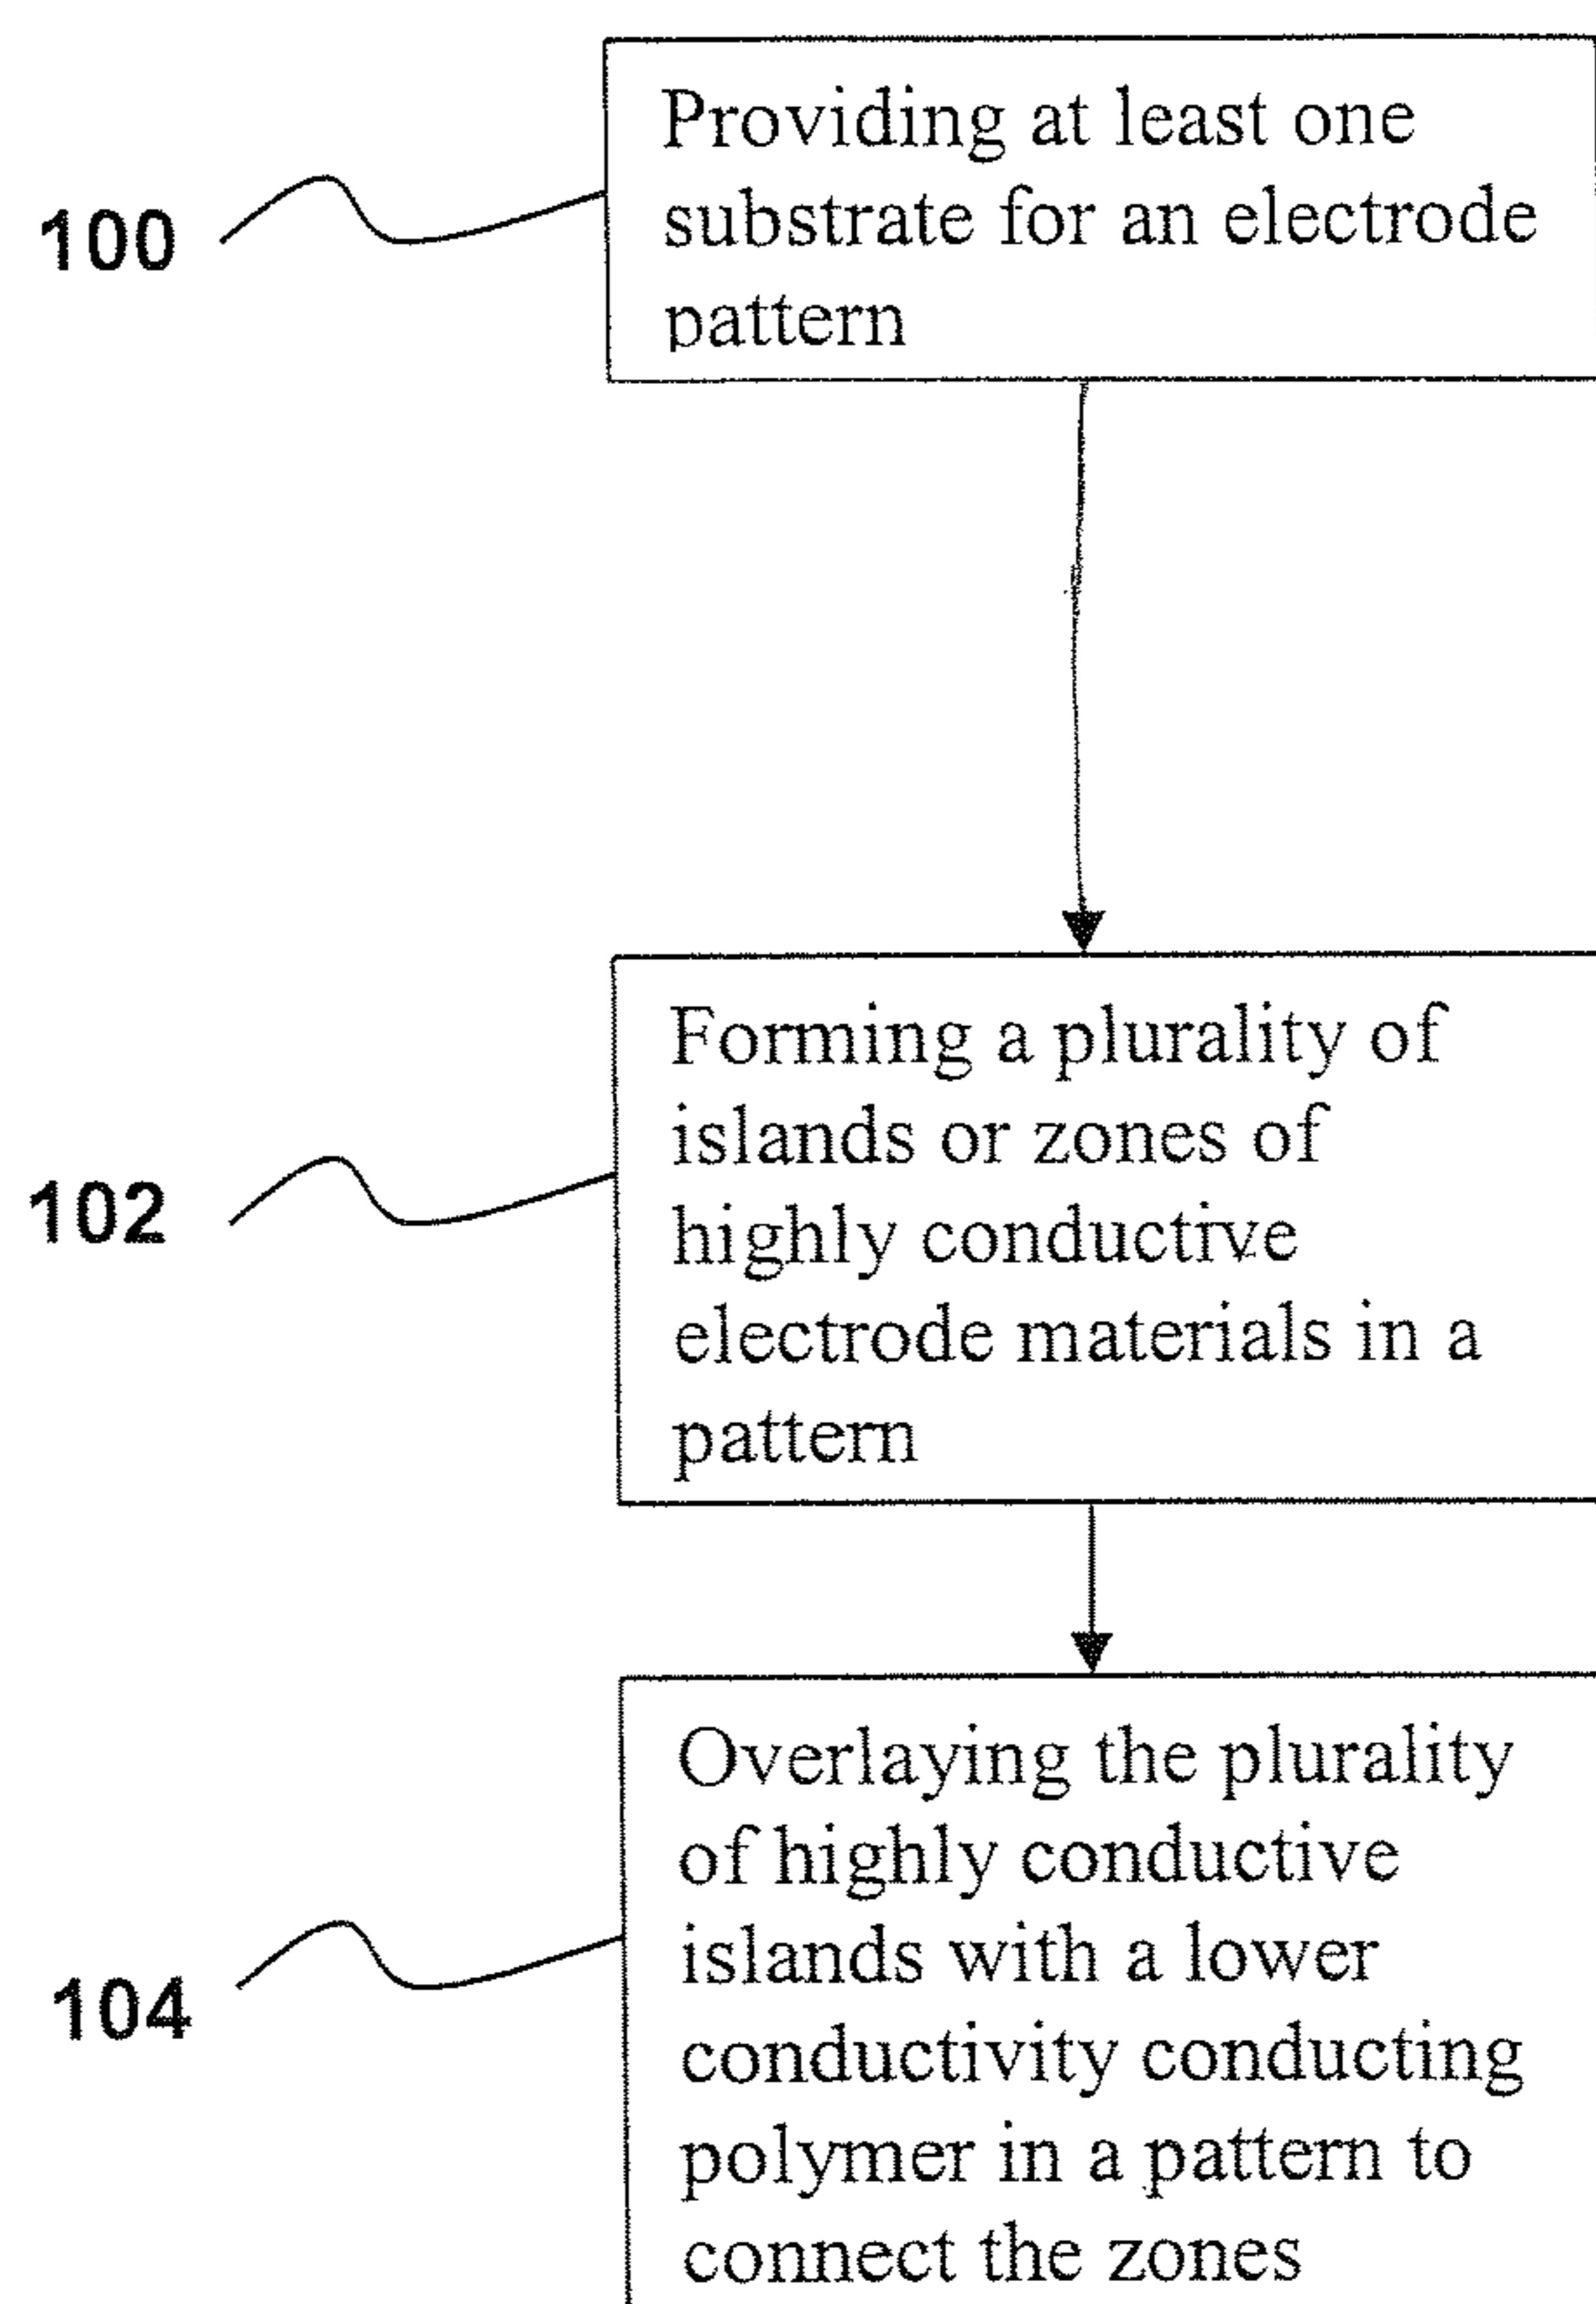 100
Providing at least one
substrate for an electrode
pattern
102
Forming a plurality of
islands or zones of
highly conductive
electrode materials in a
pattern
104
Overlaying the plurality
of highly conductive
islands with a lower
conductivity conducting
polymer in a pattern to
connect the zones